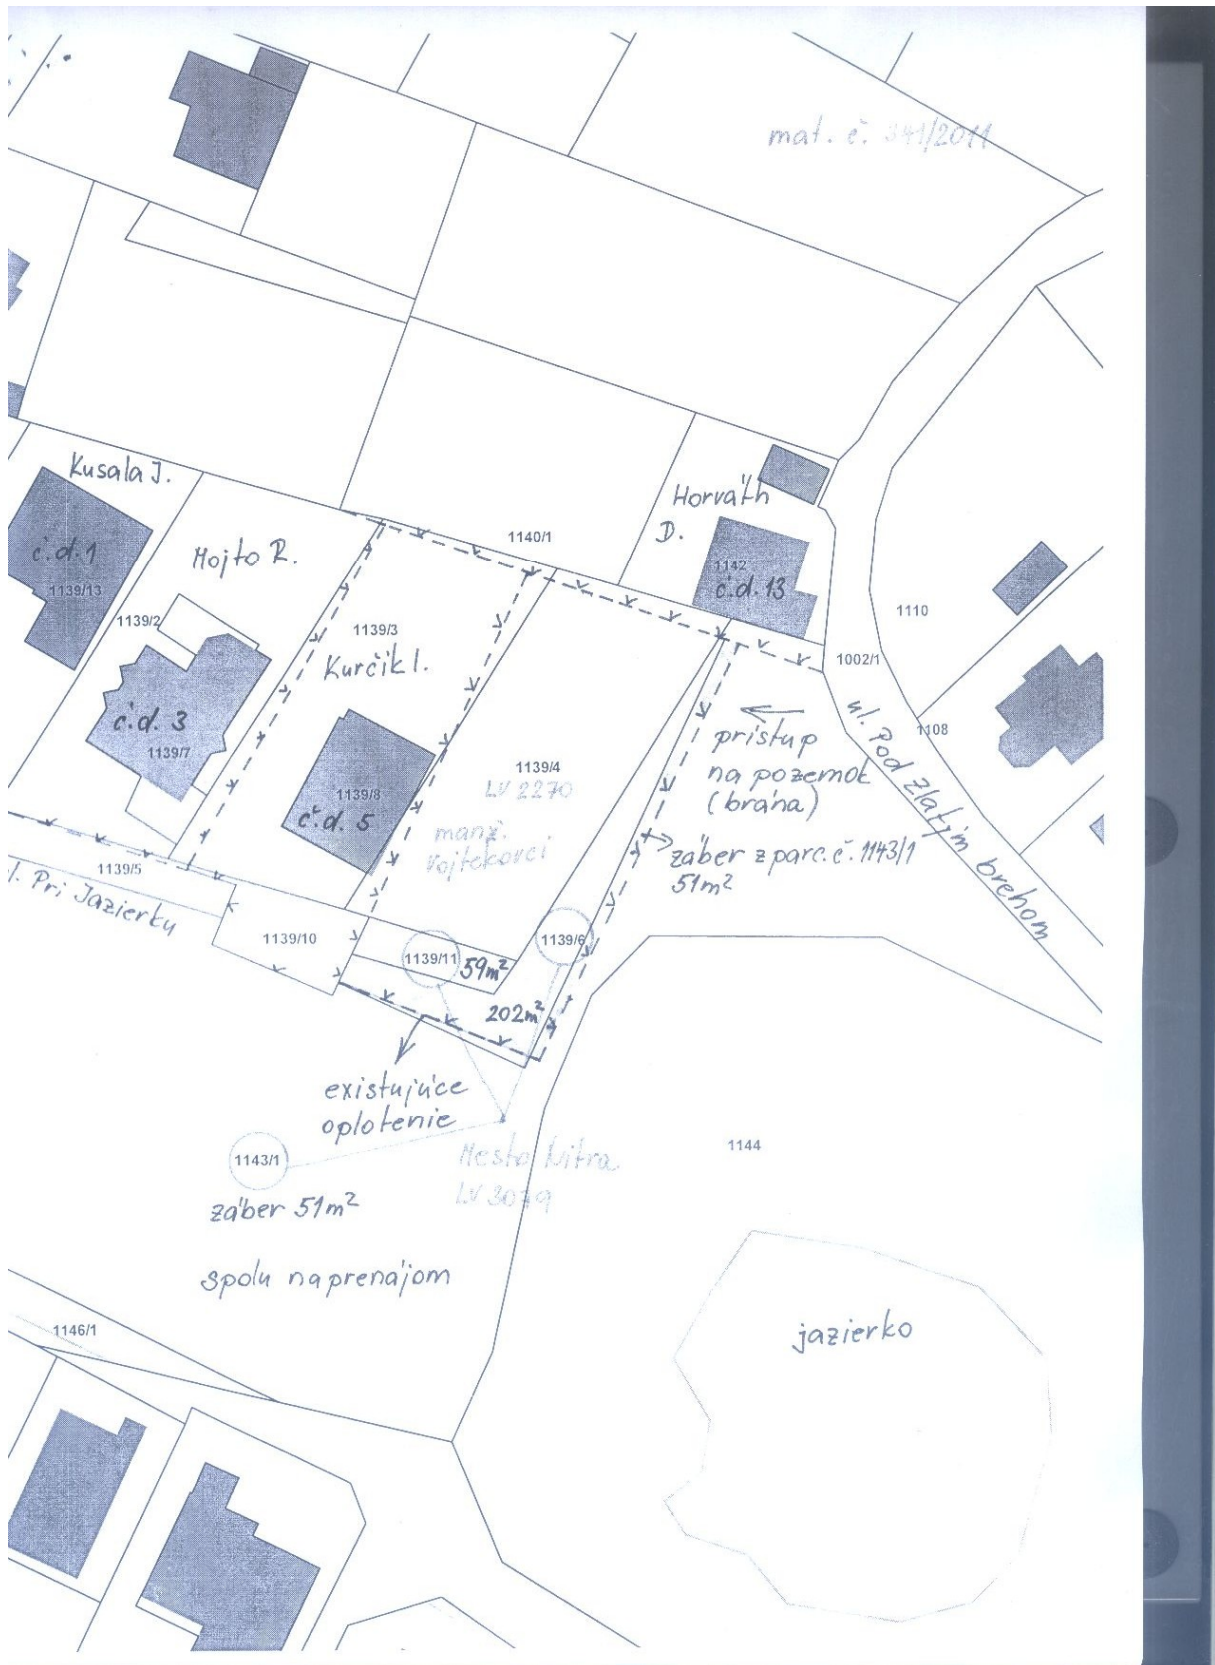 mat. č. 341/2011
Kusala J.
č.d. 1
1139/13
Mojto R.
1139/2
č.d. 3
1139/7
1139/3
Kurčík I.
1139/8
č.d. 5
1140/1
Horváth
D.
1142
č.d. 13
1110
1002/1
1108
ul. Pod Zlatým brehom
prístup
na pozemok
(brána)
1139/4
LV 2270
manž.
Vojtekovci
záber z parc. č. 1143/1
51m²
1139/5
l. Pri Jazierku
1139/10
1139/11
59m²
1139/6
202m²
existujúce
oplotenie
1143/1
záber 51m²
Mesto Nitra
LV 3079
1144
spolu na prenájom
1146/1
jazierko